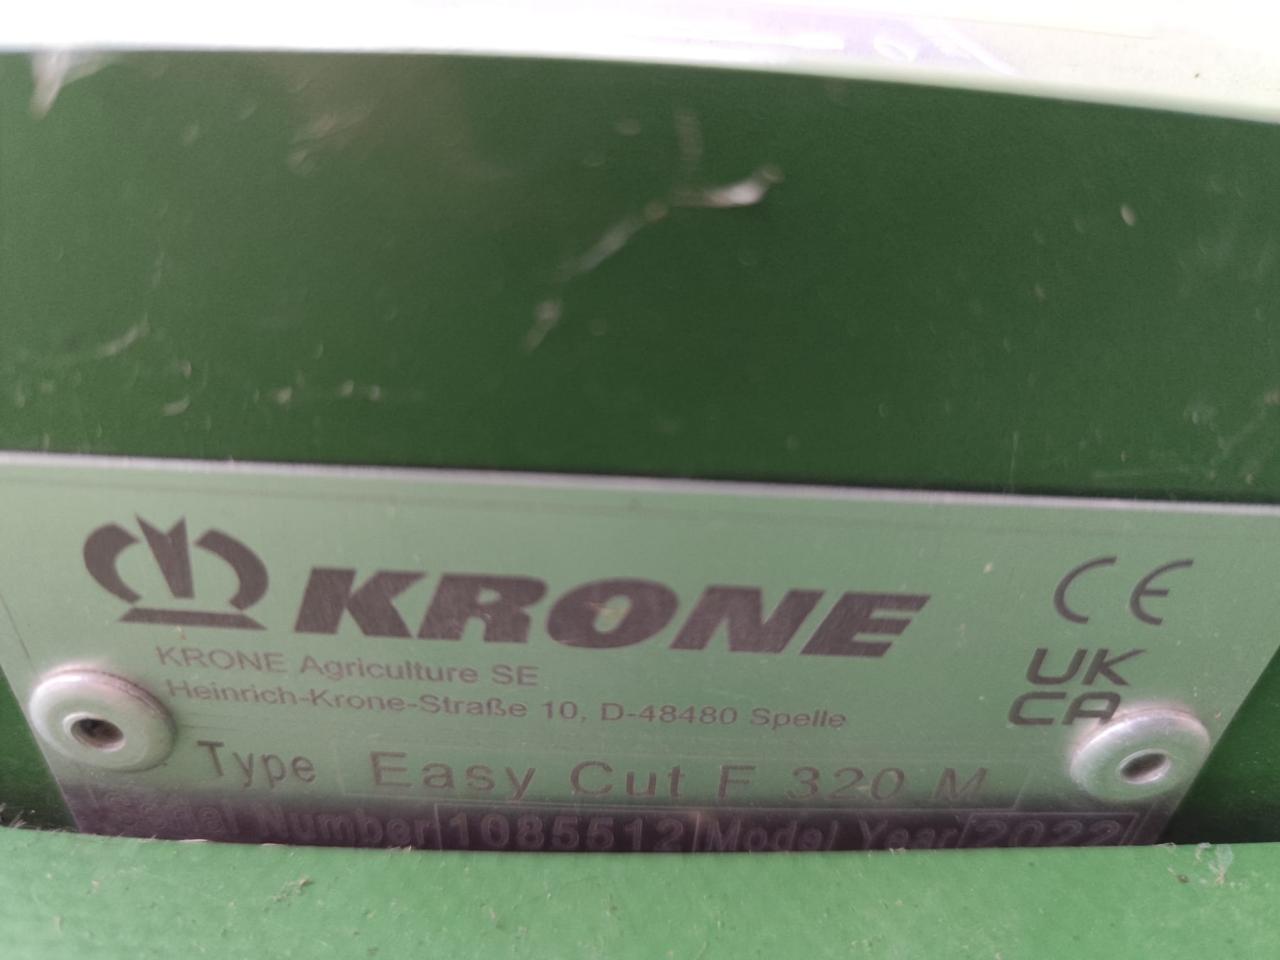 KRONE
CE
UK
CA
KRONE Agriculture SE
Heinrich-Krone-Straße 10, D-48480 Spelle
Type Easy Cut F 320 M
Serial Number 1085512 Model Year 2022